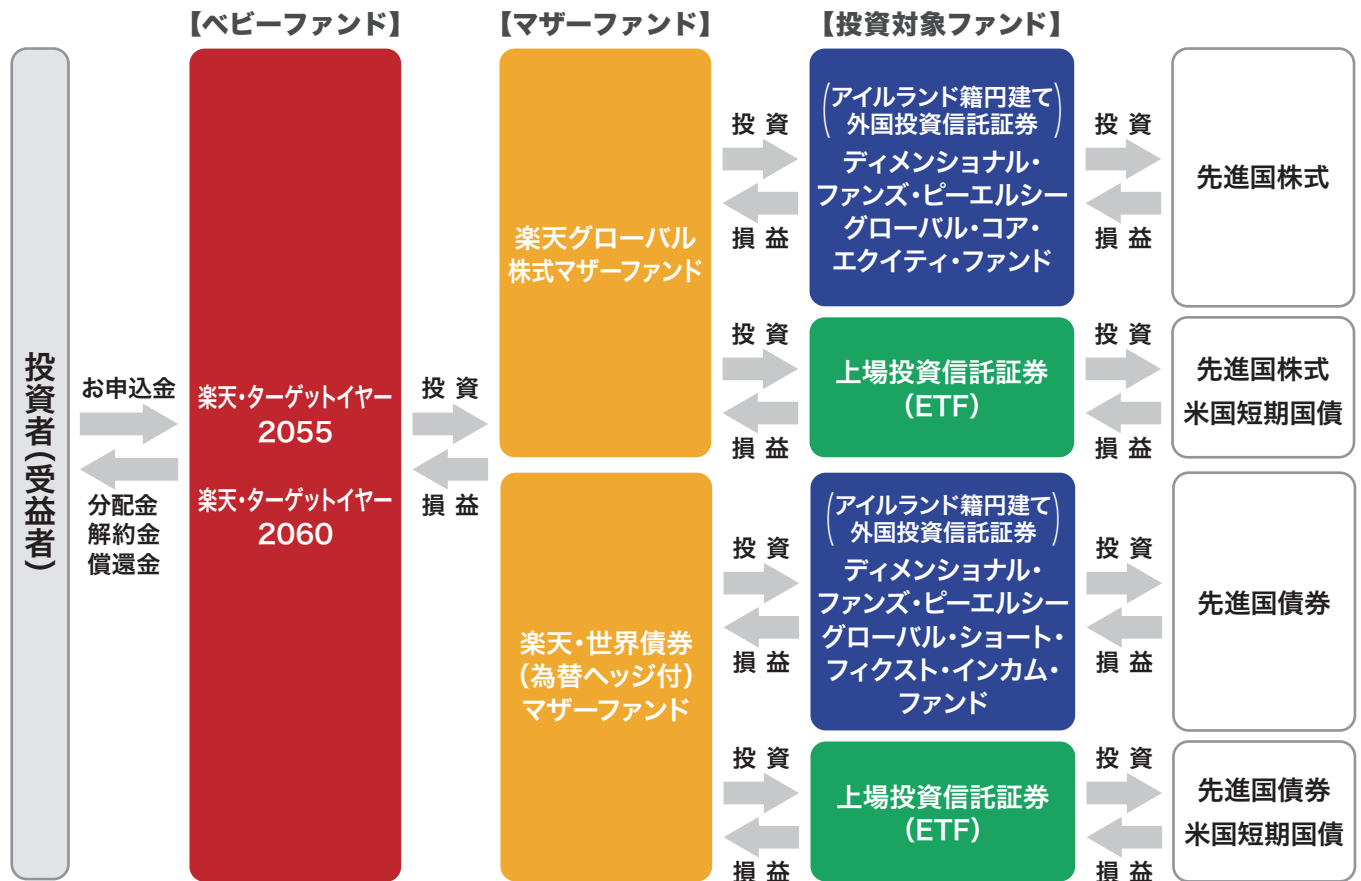 【ベビーファンド】
【マザーファンド】
【投資対象ファンド】
投資者(受益者)
お申込金
分配金
解約金
償還金
楽天・ターゲットイヤー
2055
楽天・ターゲットイヤー
2060
投 資
損 益
楽天グローバル
株式マザーファンド
投 資
損 益
(アイルランド籍円建て
外国投資信託証券)
ディメンショナル・
ファンズ・ピーエルシー
グローバル・コア・
エクイティ・ファンド
投 資
損 益
先進国株式
投 資
損 益
上場投資信託証券
(ETF)
投 資
損 益
先進国株式
米国短期国債
楽天・世界債券
(為替ヘッジ付)
マザーファンド
投 資
損 益
(アイルランド籍円建て
外国投資信託証券)
ディメンショナル・
ファンズ・ピーエルシー
グローバル・ショート・
フィクスト・インカム・
ファンド
投 資
損 益
先進国債券
投 資
損 益
上場投資信託証券
(ETF)
投 資
損 益
先進国債券
米国短期国債